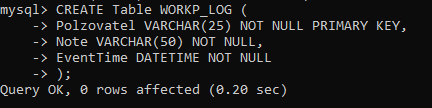 mysql> CREATE Table WORKP_LOG (
    -> Polzovatel VARCHAR(25) NOT NULL PRIMARY KEY,
    -> Note VARCHAR(50) NOT NULL,
    -> EventTime DATETIME NOT NULL
    -> );
Query OK, 0 rows affected (0.20 sec)